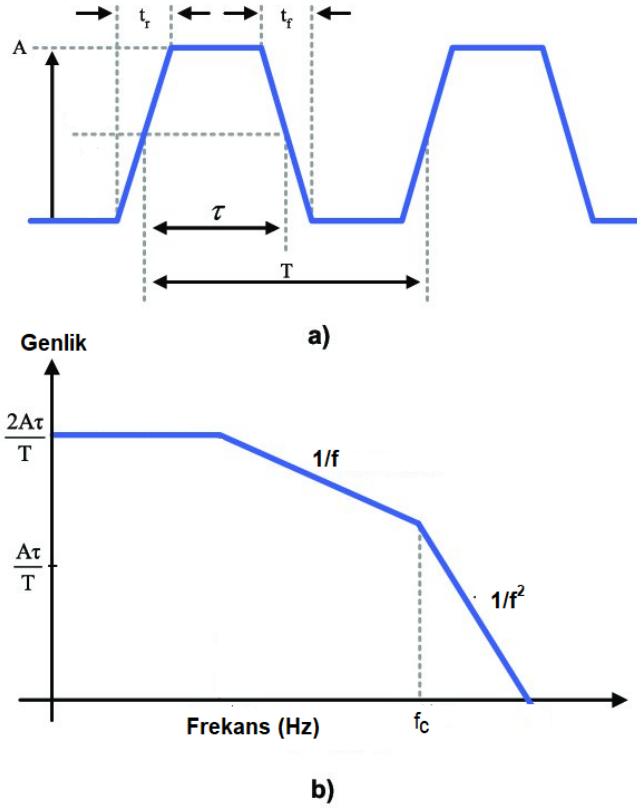 t_r t_f
A
τ
T
a)
Genlik
2Aτ
T
1/f
Aτ
T
1/f²
Frekans (Hz) f_C
b)